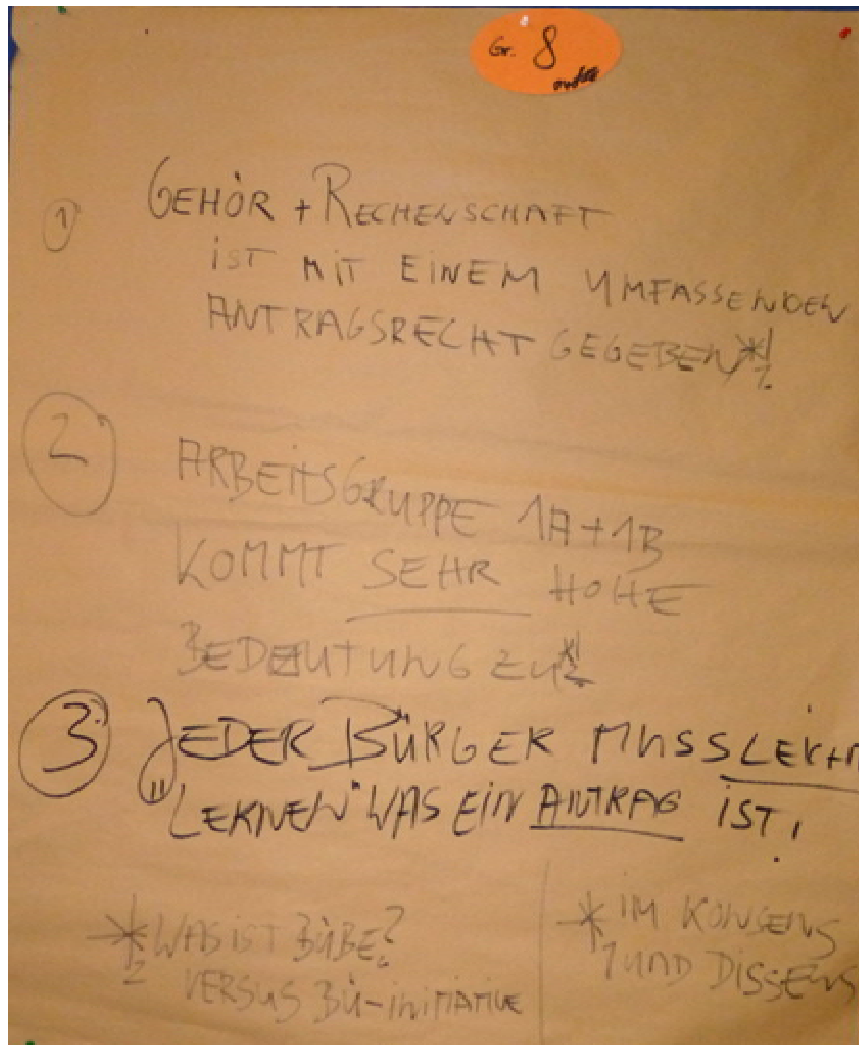 Gr. 8
1 GEHÖR + RECHENSCHAFT
IST MIT EINEM UMFASSENDEN
ANTRAGSRECHT GEGEBEN *1
2 ARBEITSGRUPPE 1A+1B
KOMMT SEHR HOHE
BEDEUTUNG ZU *2
3 JEDER BÜRGER MUSS
"LERNEN" WAS EIN ANTRAG IST!
*2 WAS IST BÜBE?
VERSUS BÜ-INITIATIVE
*1 IM KONSENS
UND DISSENS